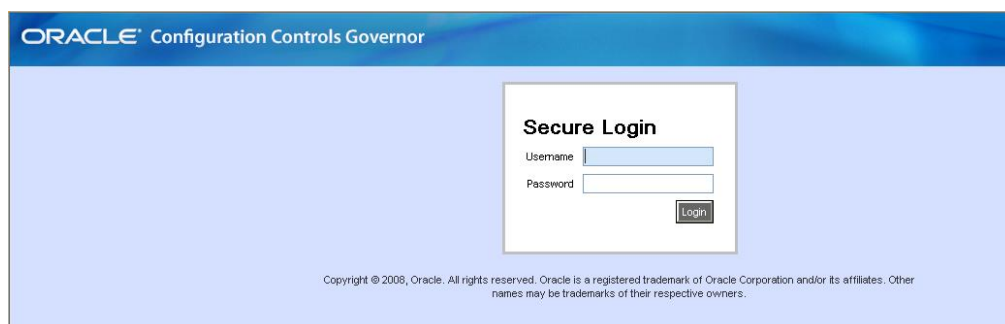 ORACLE® Configuration Controls Governor
Secure Login
Username
Password
Login
Copyright © 2008, Oracle. All rights reserved. Oracle is a registered trademark of Oracle Corporation and/or its affiliates. Other
names may be trademarks of their respective owners.